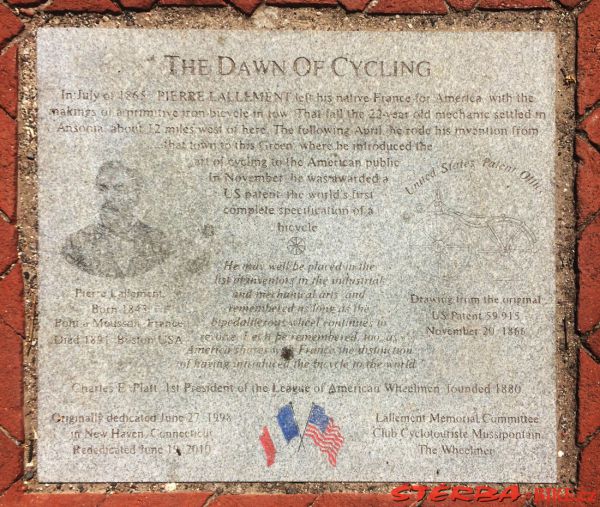 THE DAWN OF CYCLING
In July of 1865 PIERRE LALLEMENT left his native France for America with the
makings of a primitive iron bicycle in tow. That fall the 22-year old mechanic settled in
Ansonia, about 12 miles west of here. The following April, he rode his invention from
that town to this Green, where he introduced the
art of cycling to the American public
In November, he was awarded a
US patent, the world's first
complete specification of a
bicycle
Pierre Lallement
Born 1843
Pont-a-Mousson, France
Died 1891, Boston USA
He may well be placed in the
list of inventors in the industrial
and mechanical arts, and
remembered as long as the
bipedaliferous wheel continues to
revolve. Let it be remembered, too, as
America shares with France the distinction
of having introduced the bicycle to the world
United States Patent Office
Drawing from the original
US Patent 59,915
November 20, 1866
Charles E. Pratt, 1st President of the League of American Wheelmen, founded 1880
Originally dedicated June 27, 1998
in New Haven, Connecticut
Rededicated June 19, 2010
Lallement Memorial Committee
Club Cyclotouriste Mussipontain
The Wheelmen